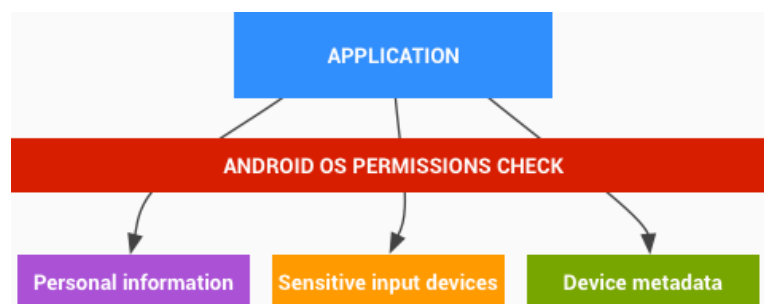 APPLICATION
ANDROID OS PERMISSIONS CHECK
Personal information
Sensitive input devices
Device metadata